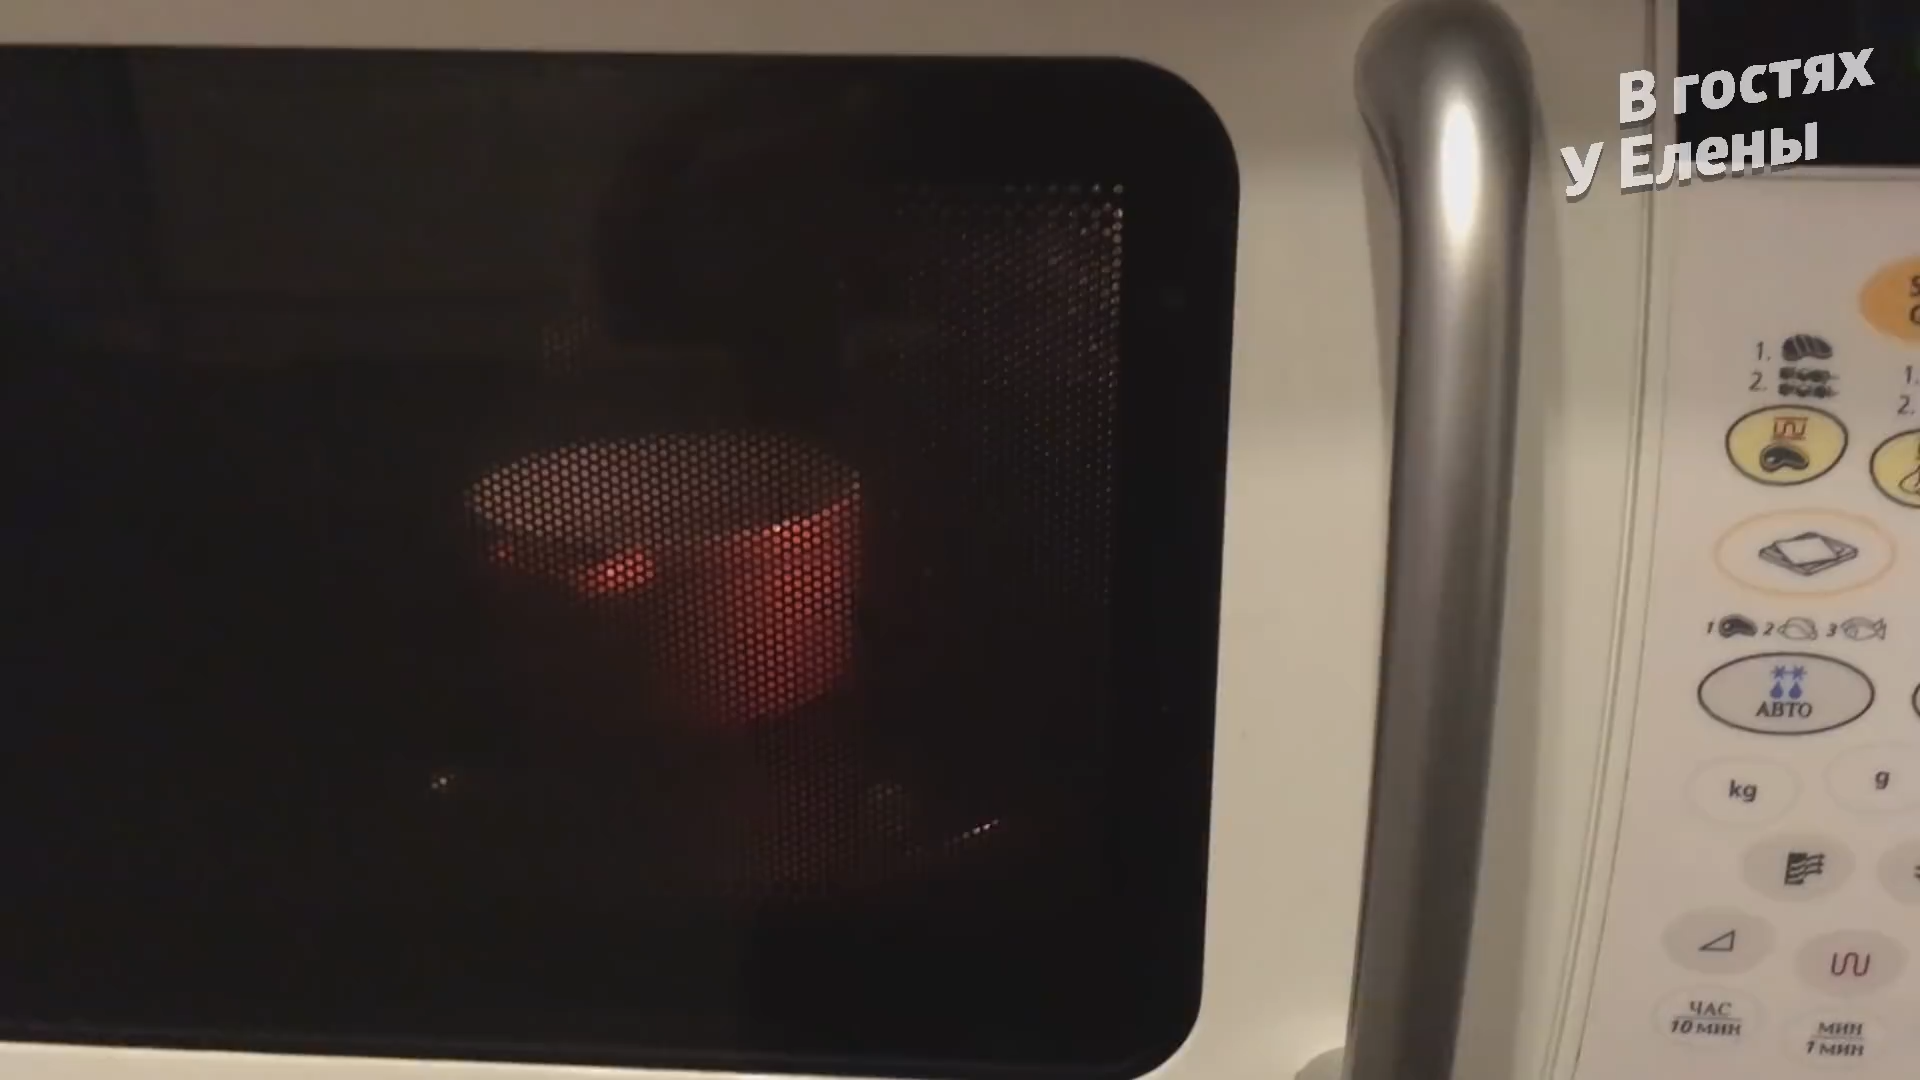 В гостях
у Елены
1.
2.
1.
2.
1 2 3
АВТО
kg
g
ЧАС
10 МИН
МИН
1 МИН